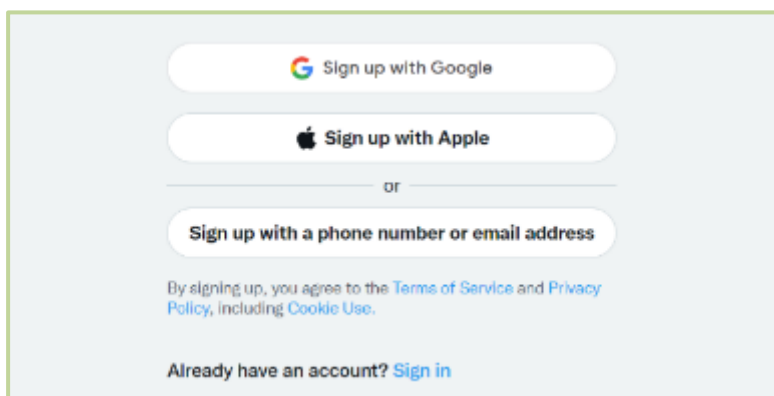 Sign up with Google
Sign up with Apple
or
Sign up with a phone number or email address
By signing up, you agree to the Terms of Service and Privacy
Policy, including Cookie Use.
Already have an account? Sign in